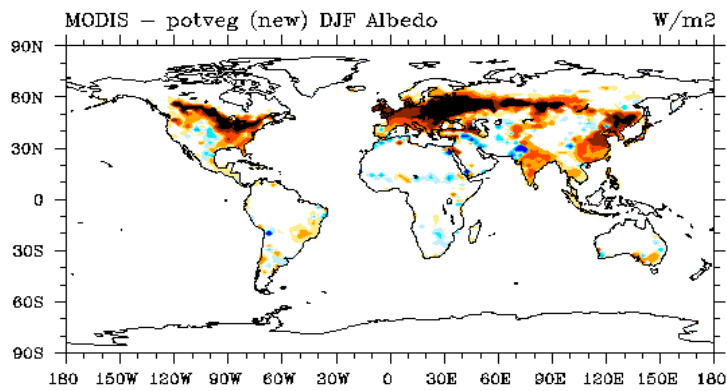 MODIS – potveg (new) DJF Albedo W/m2
90N
60N
30N
0
30S
60S
90S
180 150W 120W 90W 60W 30W 0 30E 60E 90E 120E 150E 180